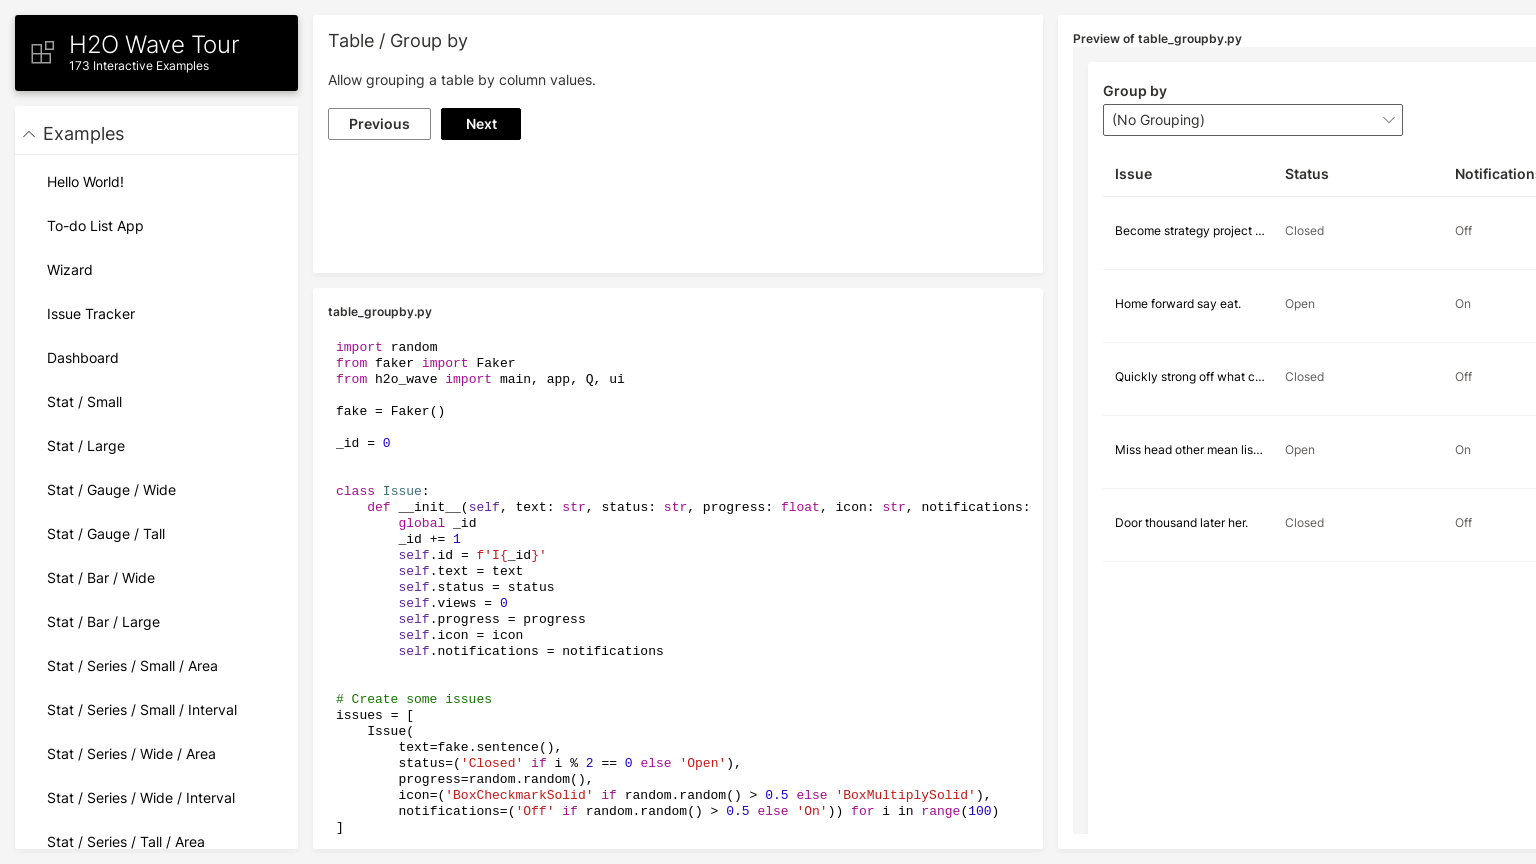 H2O Wave Tour
173 Interactive Examples
Examples
Hello World!
To-do List App
Wizard
Issue Tracker
Dashboard
Stat / Small
Stat / Large
Stat / Gauge / Wide
Stat / Gauge / Tall
Stat / Bar / Wide
Stat / Bar / Large
Stat / Series / Small / Area
Stat / Series / Small / Interval
Stat / Series / Wide / Area
Stat / Series / Wide / Interval
Stat / Series / Tall / Area
Table / Group by
Allow grouping a table by column values.
Previous Next
table_groupby.py
import random
from faker import Faker
from h2o_wave import main, app, Q, ui
fake = Faker()
_id = 0
class Issue:
    def __init__(self, text: str, status: str, progress: float, icon: str, notifications:
        global _id
        _id += 1
        self.id = f'I{_id}'
        self.text = text
        self.status = status
        self.views = 0
        self.progress = progress
        self.icon = icon
        self.notifications = notifications
# Create some issues
issues = [
    Issue(
        text=fake.sentence(),
        status=('Closed' if i % 2 == 0 else 'Open'),
        progress=random.random(),
        icon=('BoxCheckmarkSolid' if random.random() > 0.5 else 'BoxMultiplySolid'),
        notifications=('Off' if random.random() > 0.5 else 'On')) for i in range(100)
]
Preview of table_groupby.py
Group by
(No Grouping)
Issue Status Notifications
Become strategy project ... Closed Off
Home forward say eat. Open On
Quickly strong off what c... Closed Off
Miss head other mean lis... Open On
Door thousand later her. Closed Off